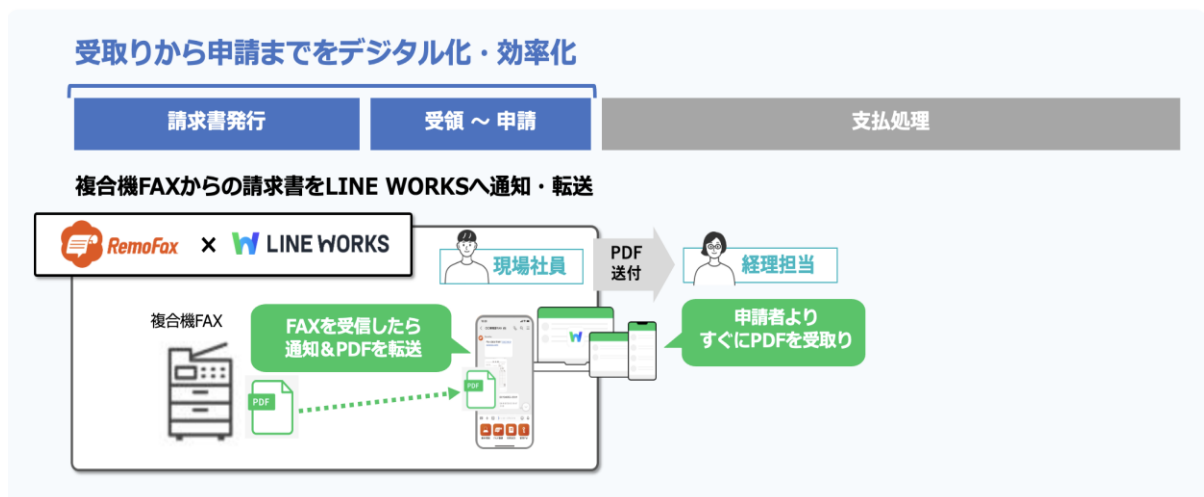 受取りから申請までをデジタル化・効率化
請求書発行
受領 ～ 申請
支払処理
複合機FAXからの請求書をLINE WORKSへ通知・転送
RemoFax × LINE WORKS
現場社員
PDF
送付
経理担当
複合機FAX
FAXを受信したら
通知&PDFを転送
申請者より
すぐにPDFを受取り
PDF
PDF